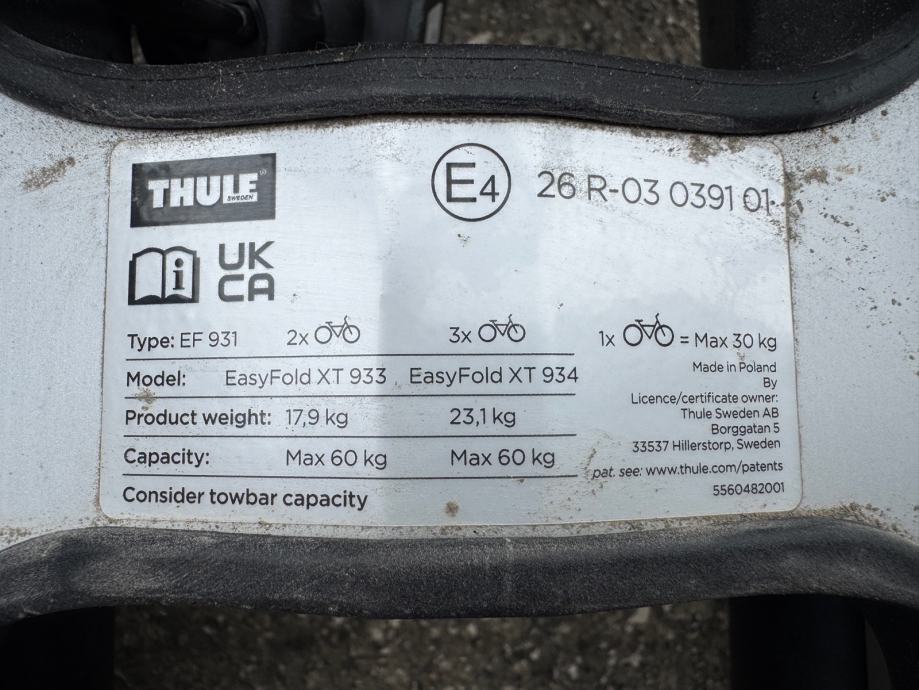 THULE
SWEDEN
E4 26 R-03 0391 01
UK
CA
Type: EF 931 2x 3x
Model: EasyFold XT 933 EasyFold XT 934
Product weight: 17,9 kg 23,1 kg
Capacity: Max 60 kg Max 60 kg
Consider towbar capacity
1x = Max 30 kg
Made in Poland
By
Licence/certificate owner:
Thule Sweden AB
Borggatan 5
33537 Hillerstorp, Sweden
pat. see: www.thule.com/patents
5560482001